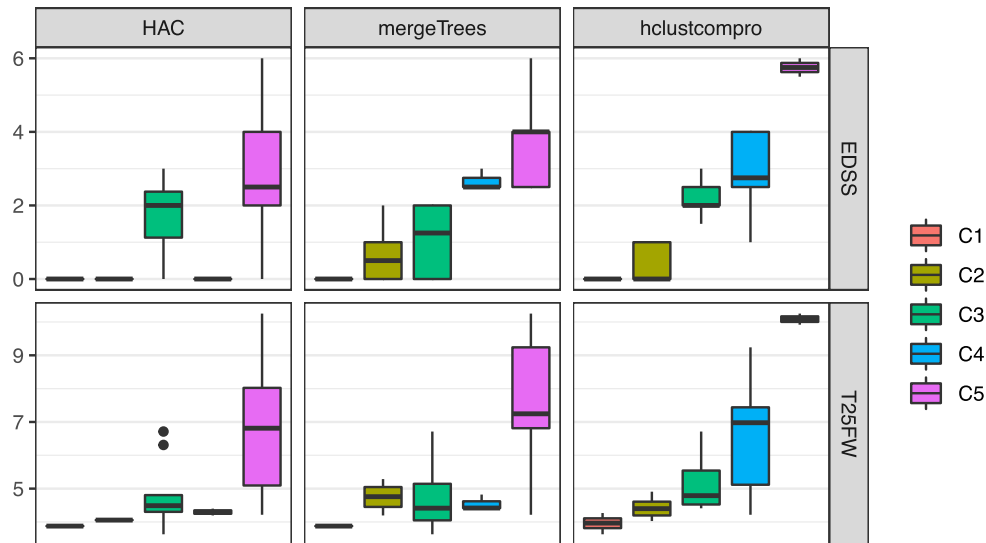 HAC mergeTrees hclustcompro
6
4
2
0
EDSS
9
7
5
T25FW
C1
C2
C3
C4
C5